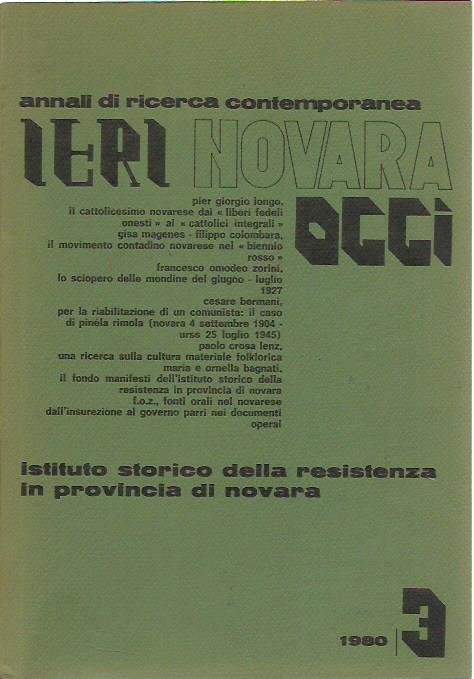 annali di ricerca contemporanea
IERI NOVARA
OGGÌ
pier giorgio longo,
il cattolicesimo novarese dai « liberi fedeli
onesti » ai « cattolici integrali »
gisa magenes - filippo colombara,
il movimento contadino novarese nel « biennio
rosso »
francesco omodeo zorini,
lo sciopero delle mondine del giugno - luglio
1927
cesare bermani,
per la riabilitazione di un comunista: il caso
di pinéla rimola (novara 4 settembre 1904 -
urss 25 luglio 1945)
paolo crosa lenz,
una ricerca sulla cultura materiale folklorica
maria e ornella bagnati,
il fondo manifesti dell'istituto storico della
resistenza in provincia di novara
f.o.z., fonti orali nel novarese
dall'insurezione al governo parri nei documenti
operai
istituto storico della resistenza
in provincia di novara
1980 3